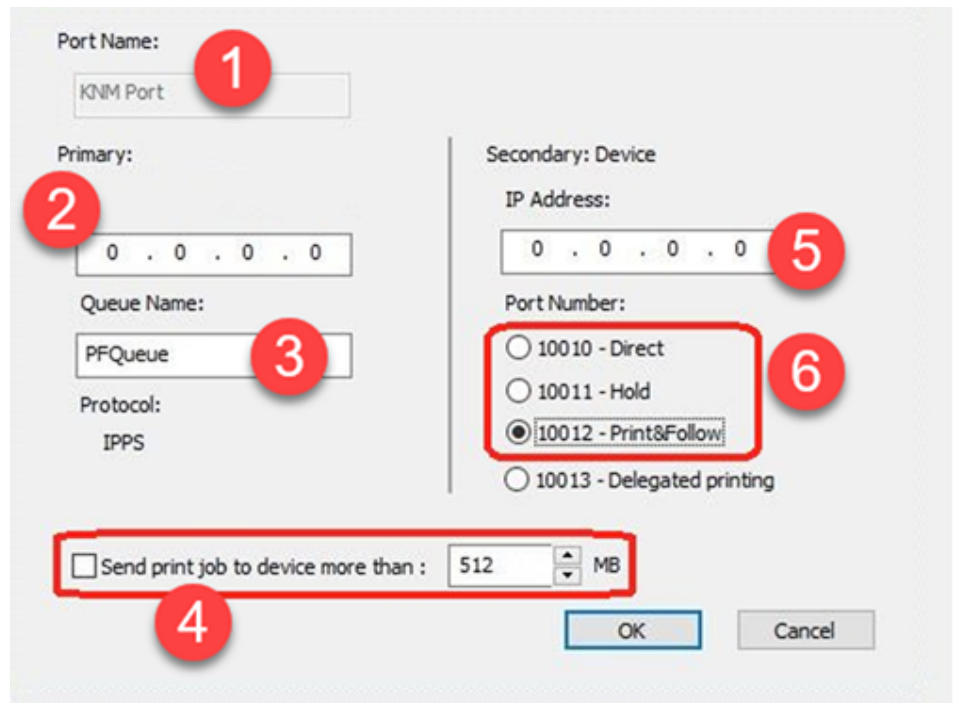 Port Name:
1
KNM Port
Primary:
2
0 . 0 . 0 . 0
Queue Name:
PFQueue
3
Protocol:
IPPS
Secondary: Device
IP Address:
0 . 0 . 0 . 0
5
Port Number:
10010 - Direct
10011 - Hold
6
10012 - Print&Follow
10013 - Delegated printing
Send print job to device more than : 512 MB
4
OK Cancel